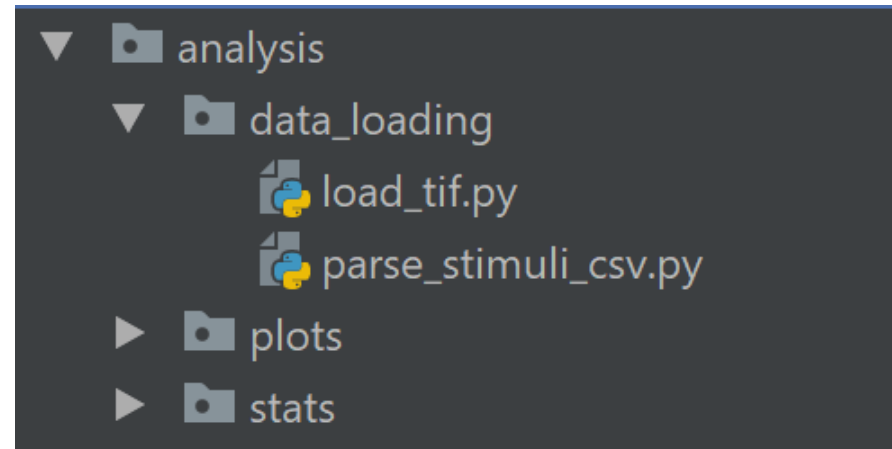 analysis
data_loading
load_tif.py
parse_stimuli_csv.py
plots
stats